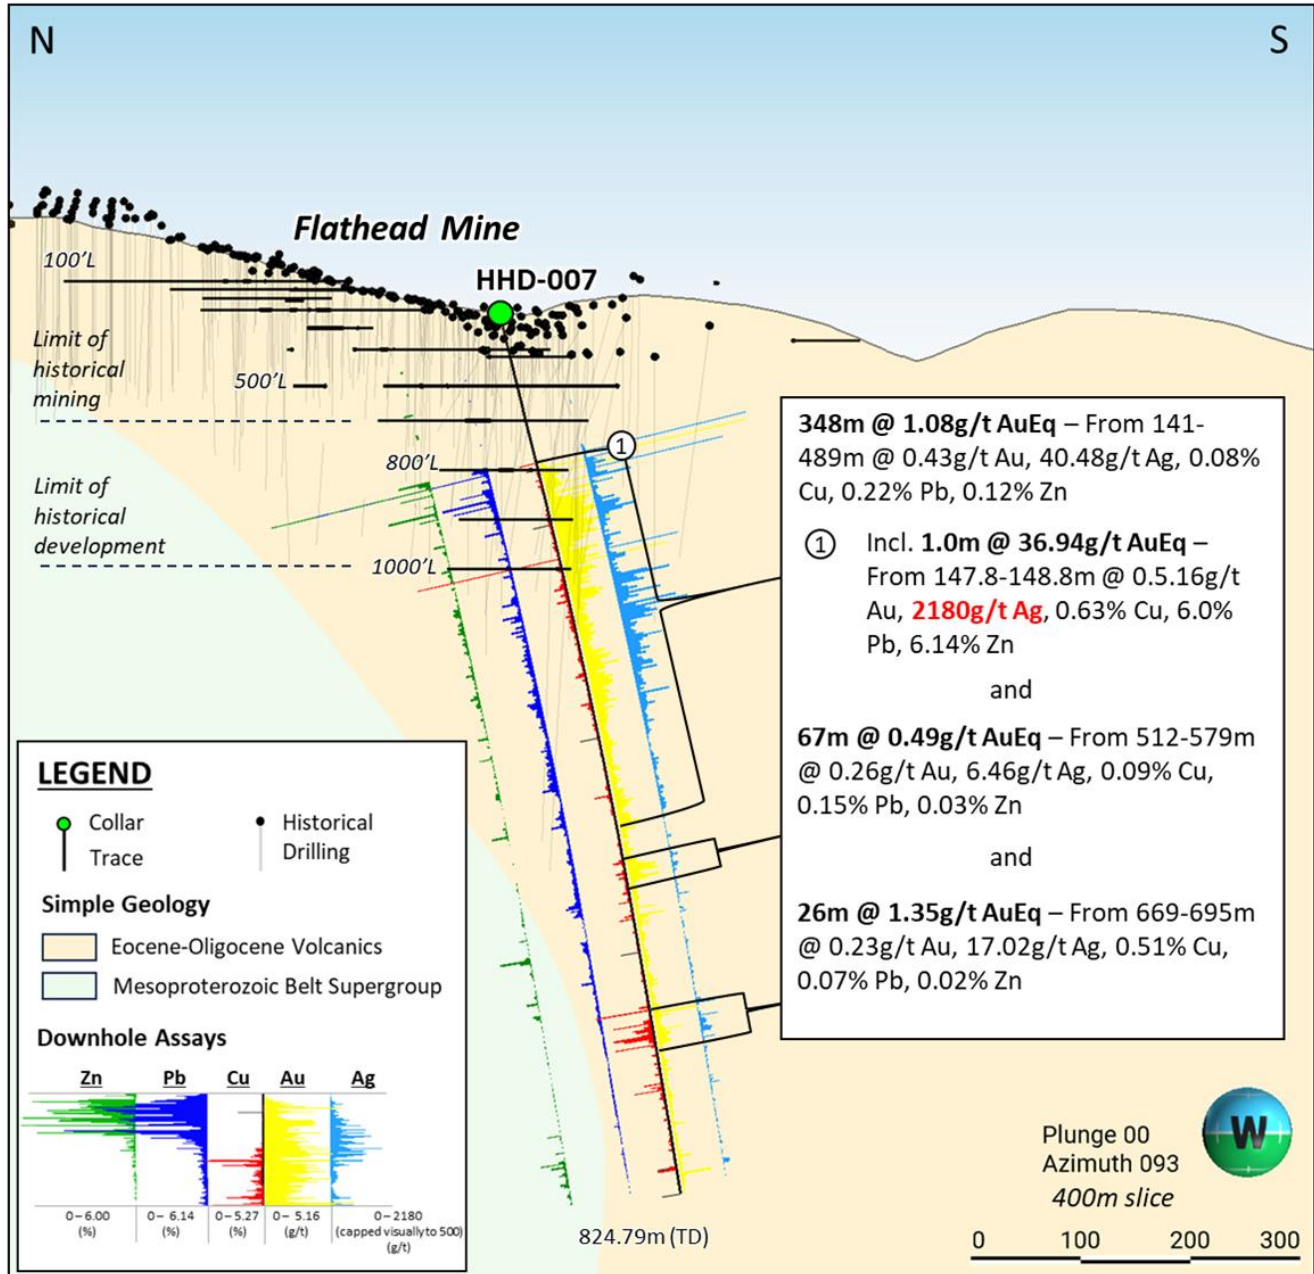 N
S
Flathead Mine
HHD-007
100'L
Limit of
historical
mining
500'L
800'L
Limit of
historical
development
1000'L
1
348m @ 1.08g/t AuEq – From 141-
489m @ 0.43g/t Au, 40.48g/t Ag, 0.08%
Cu, 0.22% Pb, 0.12% Zn
1 Incl. 1.0m @ 36.94g/t AuEq –
From 147.8-148.8m @ 0.5.16g/t
Au, 2180g/t Ag, 0.63% Cu, 6.0%
Pb, 6.14% Zn
and
67m @ 0.49g/t AuEq – From 512-579m
@ 0.26g/t Au, 6.46g/t Ag, 0.09% Cu,
0.15% Pb, 0.03% Zn
and
26m @ 1.35g/t AuEq – From 669-695m
@ 0.23g/t Au, 17.02g/t Ag, 0.51% Cu,
0.07% Pb, 0.02% Zn
LEGEND
Collar
Trace
Historical
Drilling
Simple Geology
Eocene-Oligocene Volcanics
Mesoproterozoic Belt Supergroup
Downhole Assays
Zn Pb Cu Au Ag
0–6.00 0–6.14 0–5.27 0–5.16 0–2180
(%) (%) (%) (g/t) (capped visually to 500)
(g/t)
824.79m (TD)
Plunge 00
Azimuth 093
400m slice
W
0 100 200 300